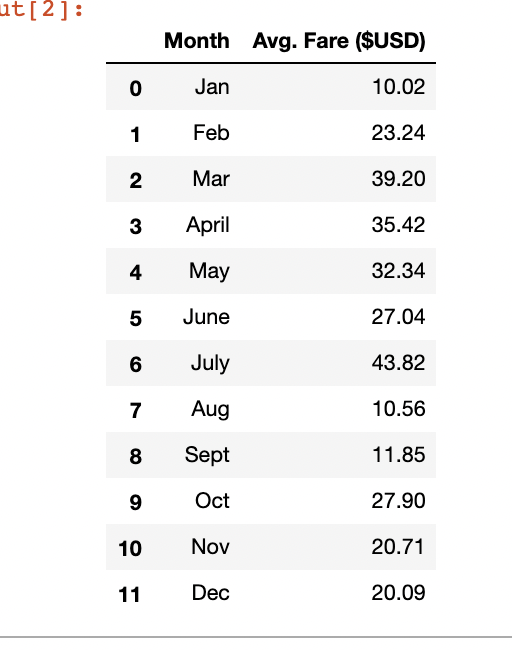 ut[2]:
Month Avg. Fare ($USD)
0 Jan 10.02
1 Feb 23.24
2 Mar 39.20
3 April 35.42
4 May 32.34
5 June 27.04
6 July 43.82
7 Aug 10.56
8 Sept 11.85
9 Oct 27.90
10 Nov 20.71
11 Dec 20.09